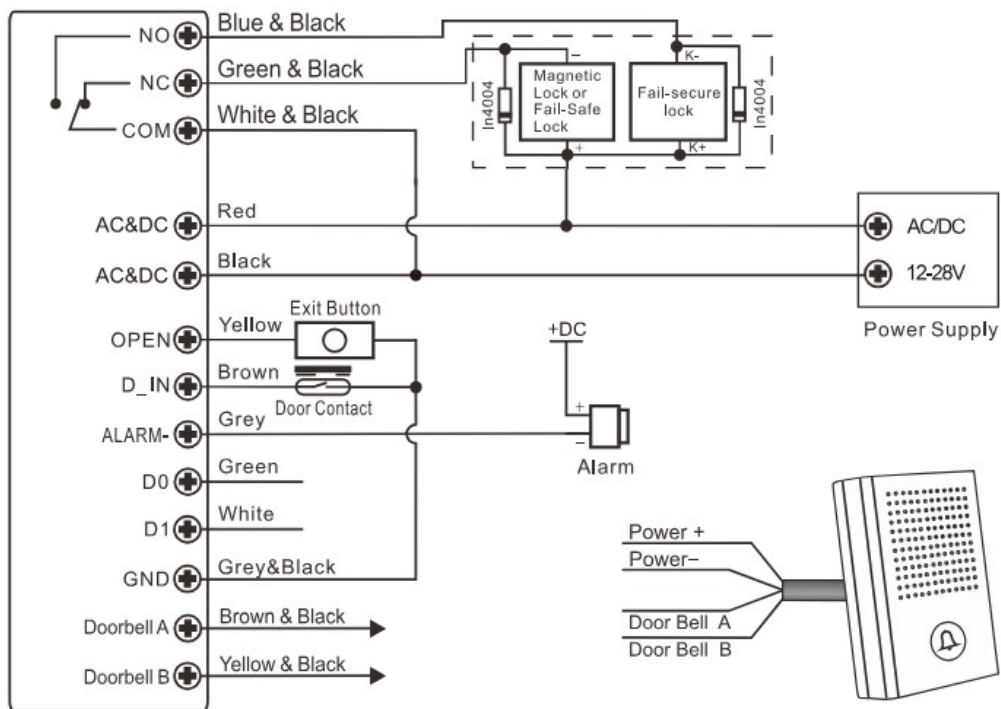 NO Blue & Black
NC Green & Black
COM White & Black
K-
–
In4004
Magnetic
Lock or
Fail-Safe
Lock
Fail-secure
lock
In4004
+
K+
AC&DC Red
AC/DC
AC&DC Black
12-28V
Power Supply
Exit Button
OPEN Yellow
D_IN Brown
Door Contact
ALARM- Grey
+DC
+
–
Alarm
D0 Green
D1 White
GND Grey&Black
Doorbell A Brown & Black
Doorbell B Yellow & Black
Power +
Power–
Door Bell A
Door Bell B